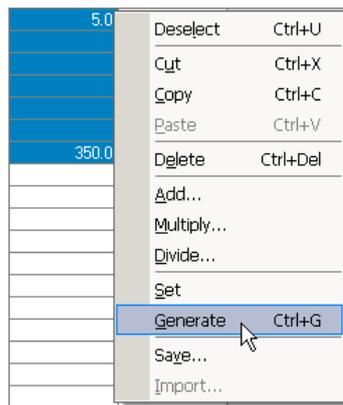 5.0
Deselect Ctrl+U
Cut Ctrl+X
Copy Ctrl+C
Paste Ctrl+V
350.0
Delete Ctrl+Del
Add...
Multiply...
Divide...
Set
Generate Ctrl+G
Save...
Import...